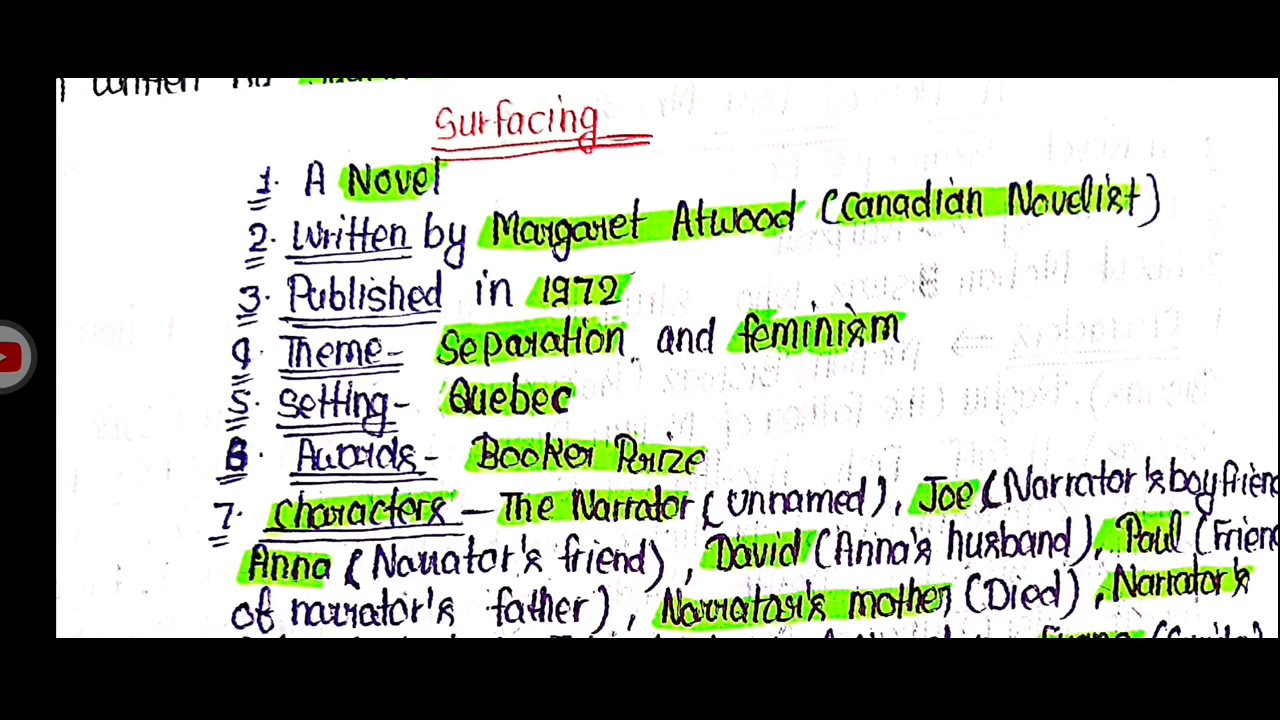 written
Surfacing
1. A Novel
2. Written by Margaret Atwood (Canadian Novelist)
3. Published in 1972
4. Theme- Separation and feminism
5. Setting- Quebec
6. Awards- Booker Prize
7. Characters - The Narrator (unnamed), Joe (Narrator's boyfrien
Anna (Narrator's friend), David (Anna's husband), Paul (Frien
of narrator's father), Narrator's mother (Died), Narrator's